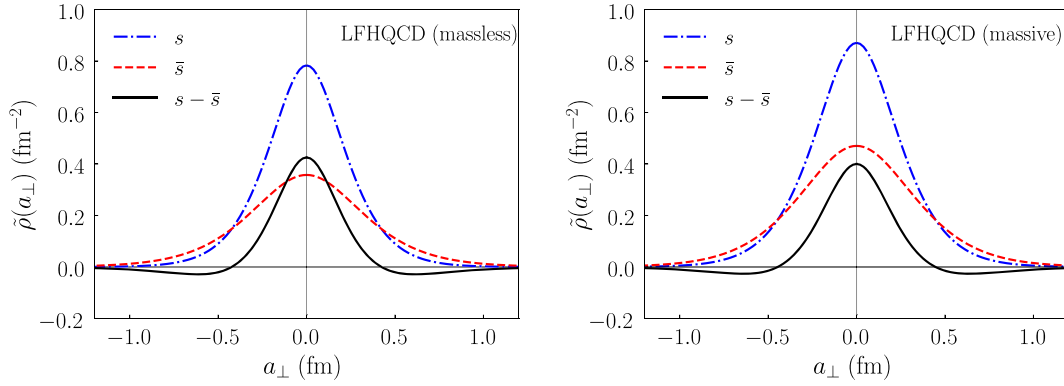 LFHQCD (massless)
s
s̄
s − s̄
ρ̃(a⊥) (fm⁻²)
1.0
0.8
0.6
0.4
0.2
0.0
−0.2
−1.0 −0.5 0.0 0.5 1.0
a⊥ (fm)
LFHQCD (massive)
s
s̄
s − s̄
ρ̃(a⊥) (fm⁻²)
1.0
0.8
0.6
0.4
0.2
0.0
−0.2
−1.0 −0.5 0.0 0.5 1.0
a⊥ (fm)